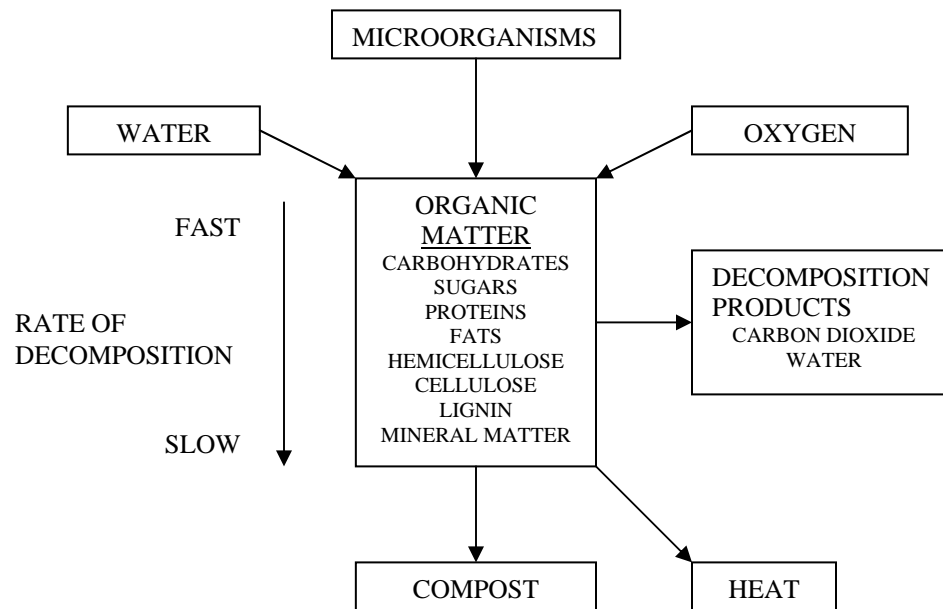 MICROORGANISMS
WATER
OXYGEN
FAST
RATE OF
DECOMPOSITION
SLOW
ORGANIC
MATTER
CARBOHYDRATES
SUGARS
PROTEINS
FATS
HEMICELLULOSE
CELLULOSE
LIGNIN
MINERAL MATTER
DECOMPOSITION
PRODUCTS
CARBON DIOXIDE
WATER
COMPOST
HEAT